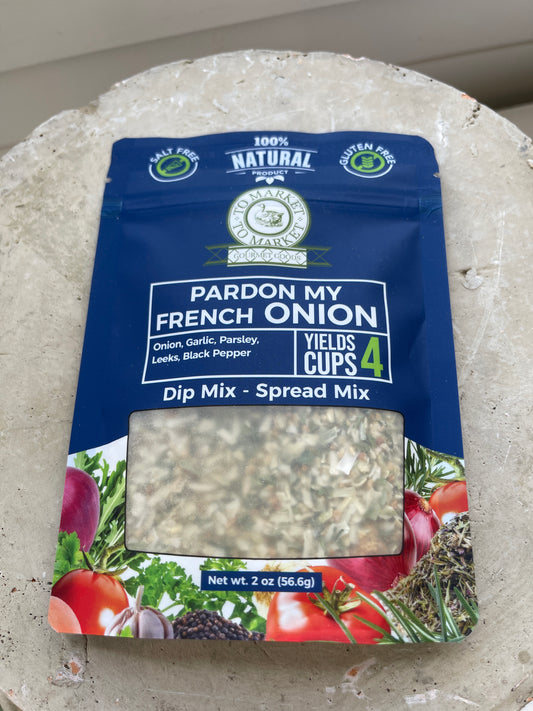 100%
SALT FREE
NATURAL
GLUTEN FREE
PRODUCT
TO MARKET
TO MARKET
GOURMET GOODS
PARDON MY
FRENCH ONION
Onion, Garlic, Parsley,
Leeks, Black Pepper
YIELDS
CUPS 4
Dip Mix - Spread Mix
Net wt. 2 oz (56.6g)